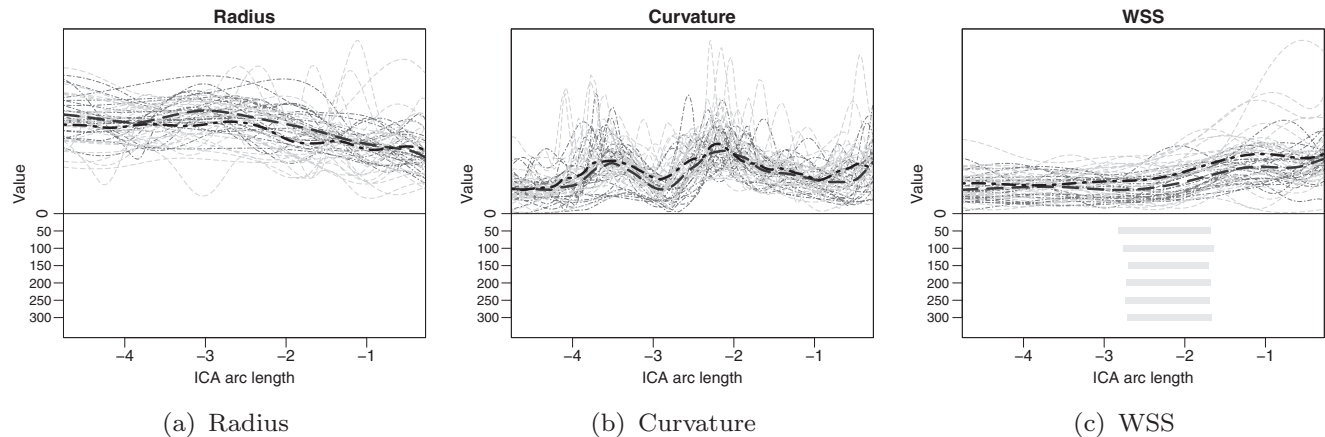 Radius
Value
0
50
100
150
200
250
300
−4 −3 −2 −1
ICA arc length
(a) Radius
Curvature
Value
0
50
100
150
200
250
300
−4 −3 −2 −1
ICA arc length
(b) Curvature
WSS
Value
0
50
100
150
200
250
300
−4 −3 −2 −1
ICA arc length
(c) WSS